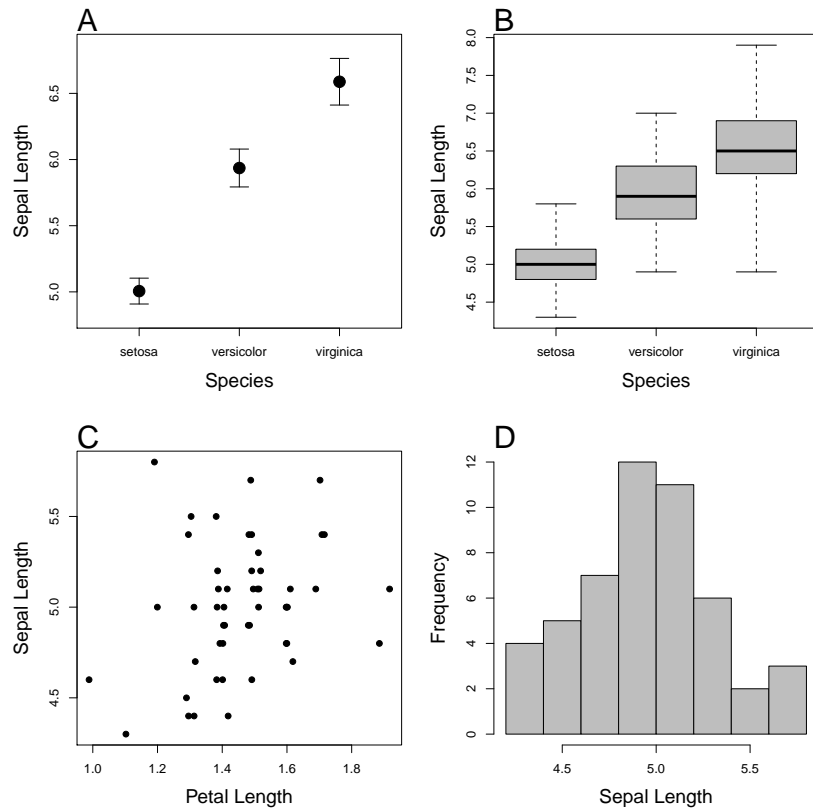 A
Sepal Length
6.5
6.0
5.5
5.0
setosa versicolor virginica
Species
B
Sepal Length
8.0
7.5
7.0
6.5
6.0
5.5
5.0
4.5
setosa versicolor virginica
Species
C
Sepal Length
5.5
5.0
4.5
1.0 1.2 1.4 1.6 1.8
Petal Length
D
Frequency
12
10
8
6
4
2
0
4.5 5.0 5.5
Sepal Length